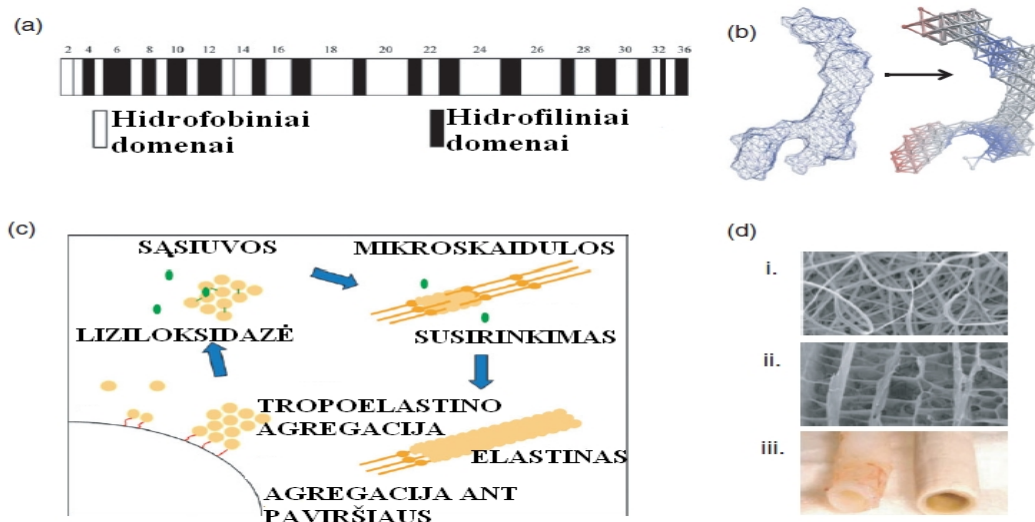 (a)
2 4 6 8 10 12 14 16 18 20 22 24 26 28 30 32 36
Hidrofobiniai
domenai
Hidrofiliniai
domenai
(b)
(c)
SĄSIUVOS
LIZILOKSIDAZĖ
MIKROSKAIDULOS
SUSIRINKIMAS
TROPOELASTINO
AGREGACIJA
ELASTINAS
AGREGACIJA ANT
PAVIRŠIAUS
(d)
i.
ii.
iii.